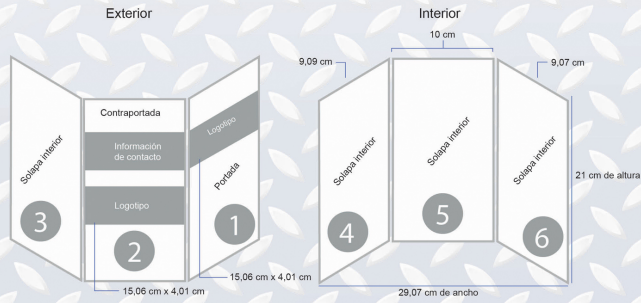 Exterior
Interior
10 cm
9,09 cm
9,07 cm
Solapa interior
3
Contraportada
Información
de contacto
Logotipo
2
Logotipo
Portada
1
15,06 cm x 4,01 cm
15,06 cm x 4,01 cm
Solapa interior
4
Solapa interior
5
Solapa interior
6
21 cm de altura
29,07 cm de ancho